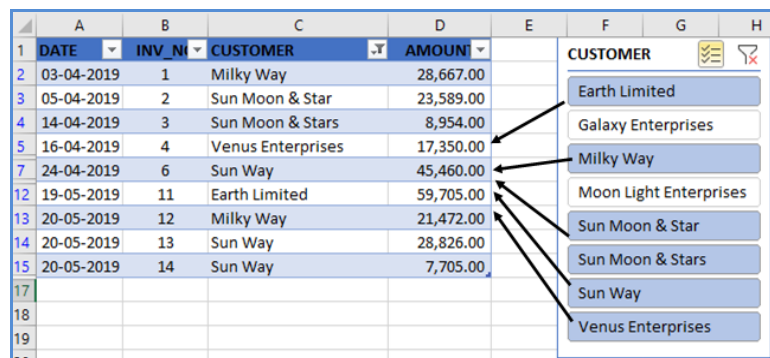 A B C D E F G H
1 DATE INV_N CUSTOMER AMOUN
2 03-04-2019 1 Milky Way 28,667.00
3 05-04-2019 2 Sun Moon & Star 23,589.00
4 14-04-2019 3 Sun Moon & Stars 8,954.00
5 16-04-2019 4 Venus Enterprises 17,350.00
7 24-04-2019 6 Sun Way 45,460.00
12 19-05-2019 11 Earth Limited 59,705.00
13 20-05-2019 12 Milky Way 21,472.00
14 20-05-2019 13 Sun Way 28,826.00
15 20-05-2019 14 Sun Way 7,705.00
17
18
19
CUSTOMER
Earth Limited
Galaxy Enterprises
Milky Way
Moon Light Enterprises
Sun Moon & Star
Sun Moon & Stars
Sun Way
Venus Enterprises